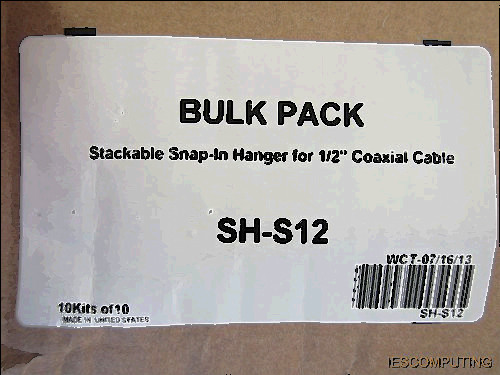 BULK PACK
Stackable Snap-In Hanger for 1/2" Coaxial Cable
SH-S12
WCT-07/16/13
SH-S12
10Kits of10
MADE IN UNITED STATES
IESCOMPUTING